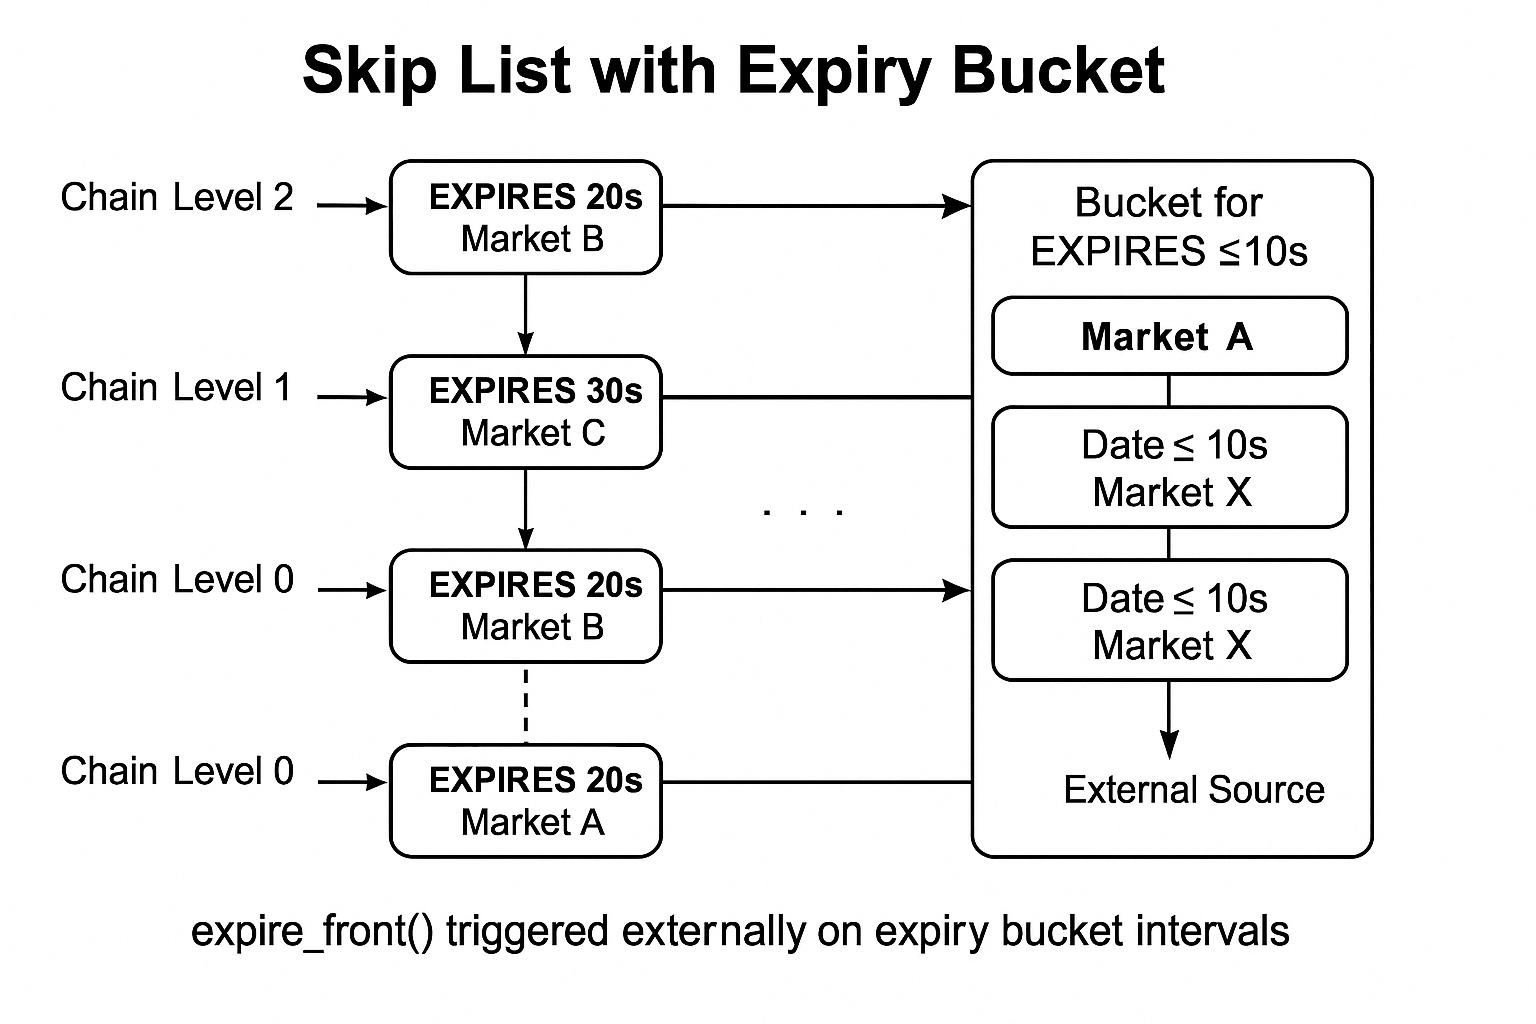 Skip List with Expiry Bucket
Chain Level 2
EXPIRES 20s
Market B
Chain Level 1
EXPIRES 30s
Market C
. . .
Chain Level 0
EXPIRES 20s
Market B
Chain Level 0
EXPIRES 20s
Market A
Bucket for
EXPIRES ≤10s
Market A
Date ≤ 10s
Market X
Date ≤ 10s
Market X
External Source
expire_front() triggered externally on expiry bucket intervals